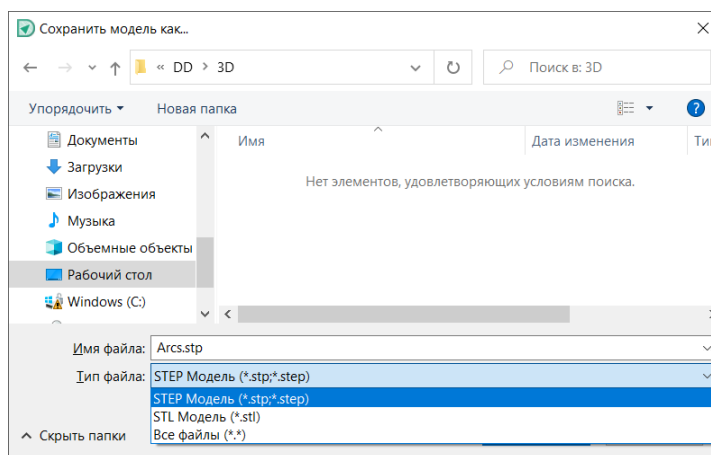 Сохранить модель как...
« DD > 3D
Поиск в: 3D
Упорядочить
Новая папка
Документы
Загрузки
Изображения
Музыка
Объемные объекты
Рабочий стол
Windows (C:)
Имя
Дата изменения
Ти
Нет элементов, удовлетворяющих условиям поиска.
Имя файла: Arcs.stp
Тип файла: STEP Модель (*.stp;*.step)
STEP Модель (*.stp;*.step)
STL Модель (*.stl)
Все файлы (*.*)
Скрыть папки